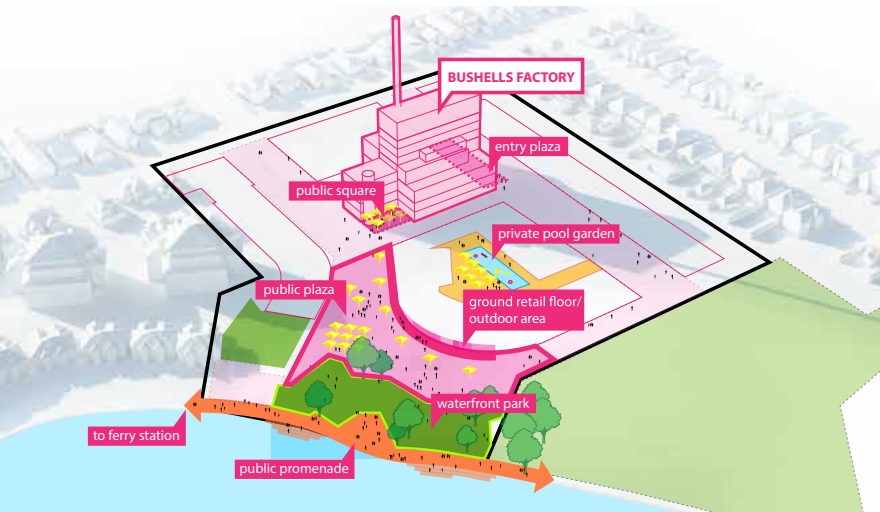 BUSHELLS FACTORY
entry plaza
public square
private pool garden
public plaza
ground retail floor/
outdoor area
waterfront park
to ferry station
public promenade